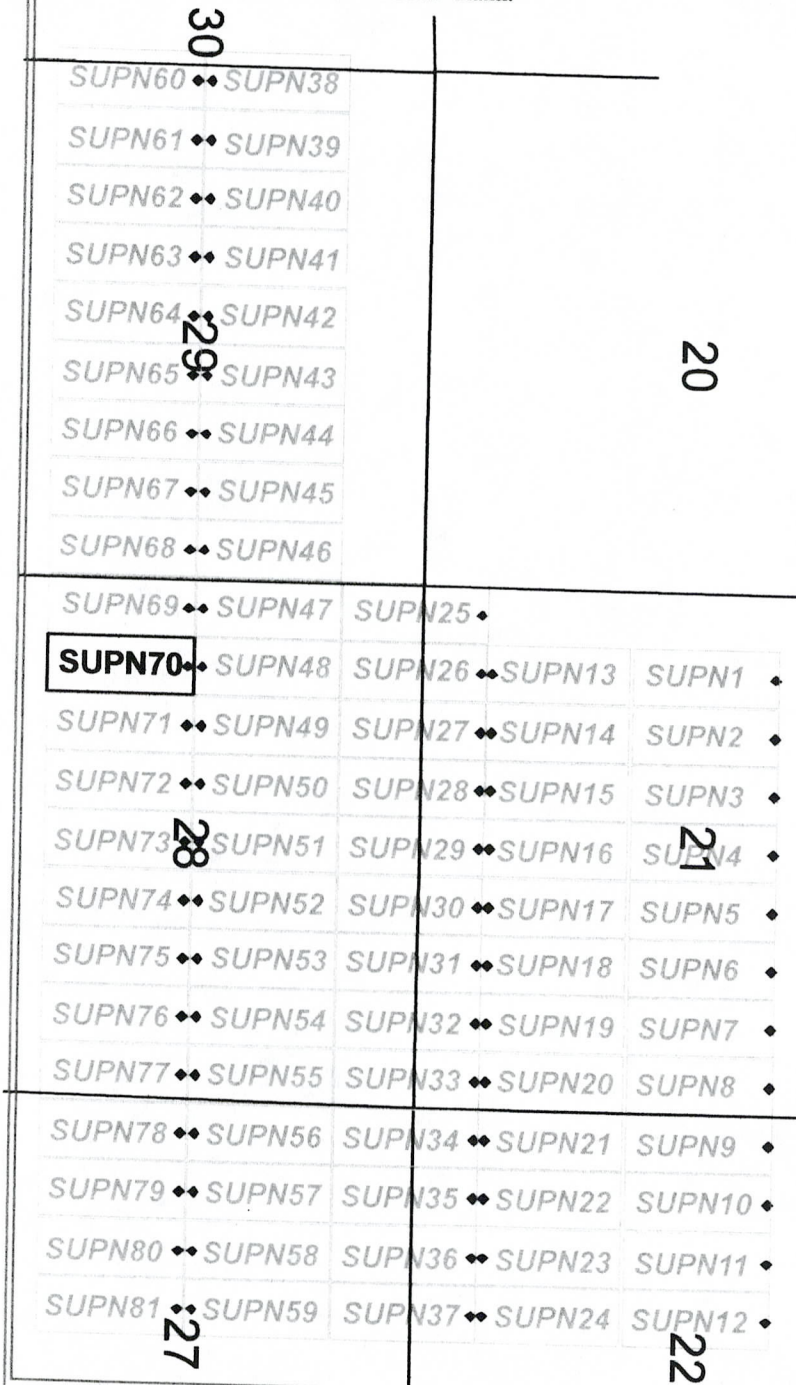 30
SUPN60 SUPN38
SUPN61 SUPN39
SUPN62 SUPN40
SUPN63 SUPN41
SUPN64 SUPN42
29
20
SUPN65 SUPN43
SUPN66 SUPN44
SUPN67 SUPN45
SUPN68 SUPN46
SUPN69 SUPN47 SUPN25
SUPN70 SUPN48 SUPN26 SUPN13 SUPN1
SUPN71 SUPN49 SUPN27 SUPN14 SUPN2
SUPN72 SUPN50 SUPN28 SUPN15 SUPN3
SUPN73 SUPN51 SUPN29 SUPN16 SUPN4
28
21
SUPN74 SUPN52 SUPN30 SUPN17 SUPN5
SUPN75 SUPN53 SUPN31 SUPN18 SUPN6
SUPN76 SUPN54 SUPN32 SUPN19 SUPN7
SUPN77 SUPN55 SUPN33 SUPN20 SUPN8
SUPN78 SUPN56 SUPN34 SUPN21 SUPN9
SUPN79 SUPN57 SUPN35 SUPN22 SUPN10
SUPN80 SUPN58 SUPN36 SUPN23 SUPN11
SUPN81 SUPN59 SUPN37 SUPN24 SUPN12
27
22